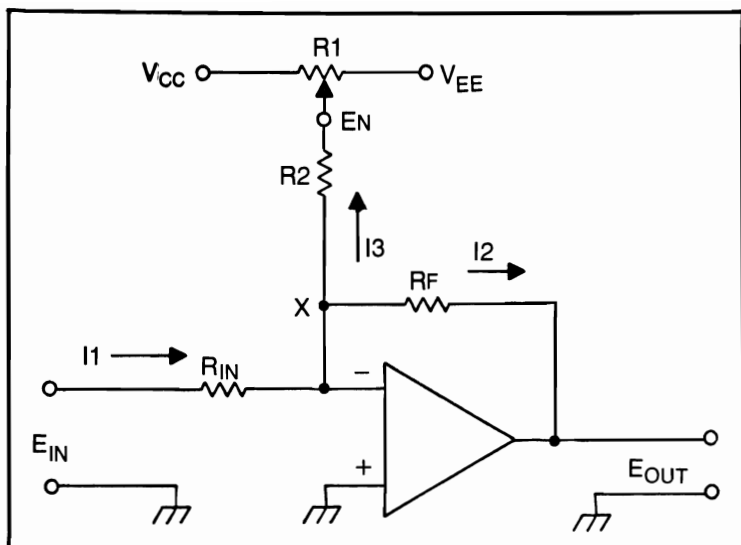 R1
VCC
VEE
EN
R2
I3
I2
RF
X
I1
RIN
−
EIN
+
EOUT